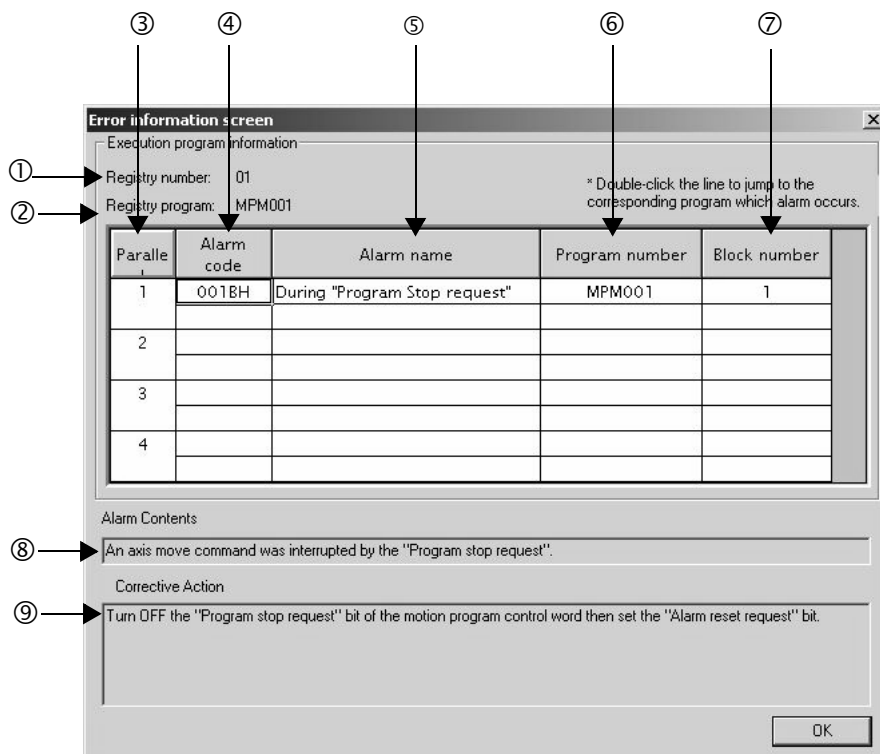 ③ ④ ⑤ ⑥ ⑦
Error information screen
Execution program information
① Registry number: 01
② Registry program: MPM001
* Double-click the line to jump to the
corresponding program which alarm occurs.
Paralle Alarm code Alarm name Program number Block number
1 001BH During "Program Stop request" MPM001 1
2
3
4
Alarm Contents
⑧ An axis move command was interrupted by the "Program stop request".
Corrective Action
⑨ Turn OFF the "Program stop request" bit of the motion program control word then set the "Alarm reset request" bit.
OK